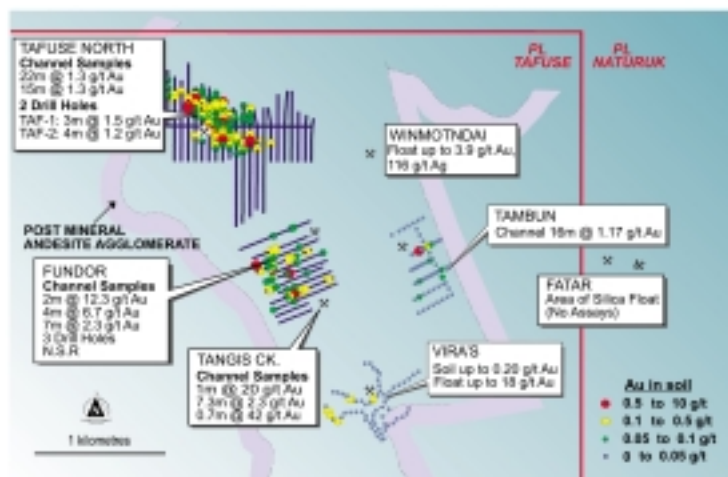 TAFUSE NORTH
Channel Samples
22m @ 1.3 g/t Au
15m @ 1.3 g/t Au
2 Drill Holes
TAF-1: 3m @ 1.5 g/t Au
TAF-2: 4m @ 1.2 g/t Au
PL
TAFUSE
PL
NATURUK
WINMOTNDAI
Float up to 3.9 g/t Au,
116 g/t Ag
TAMBUN
Channel 16m @ 1.17 g/t Au
POST MINERAL
ANDESITE AGGLOMERATE
FUNDOR
Channel Samples
2m @ 12.3 g/t Au
4m @ 6.7 g/t Au
7m @ 2.3 g/t Au
3 Drill Holes
N.S.R
FATAR
Area of Silica Float
(No Assays)
TANGIS CK.
Channel Samples
1m @ 20 g/t Au
7.3m @ 2.3 g/t Au
0.7m @ 42 g/t Au
VIRA'S
Soil up to 0.20 g/t Au
Float up to 18 g/t Au
Au in soil
0.5 to 10 g/t
0.1 to 0.5 g/t
0.05 to 0.1 g/t
0 to 0.05 g/t
N
1 kilometres